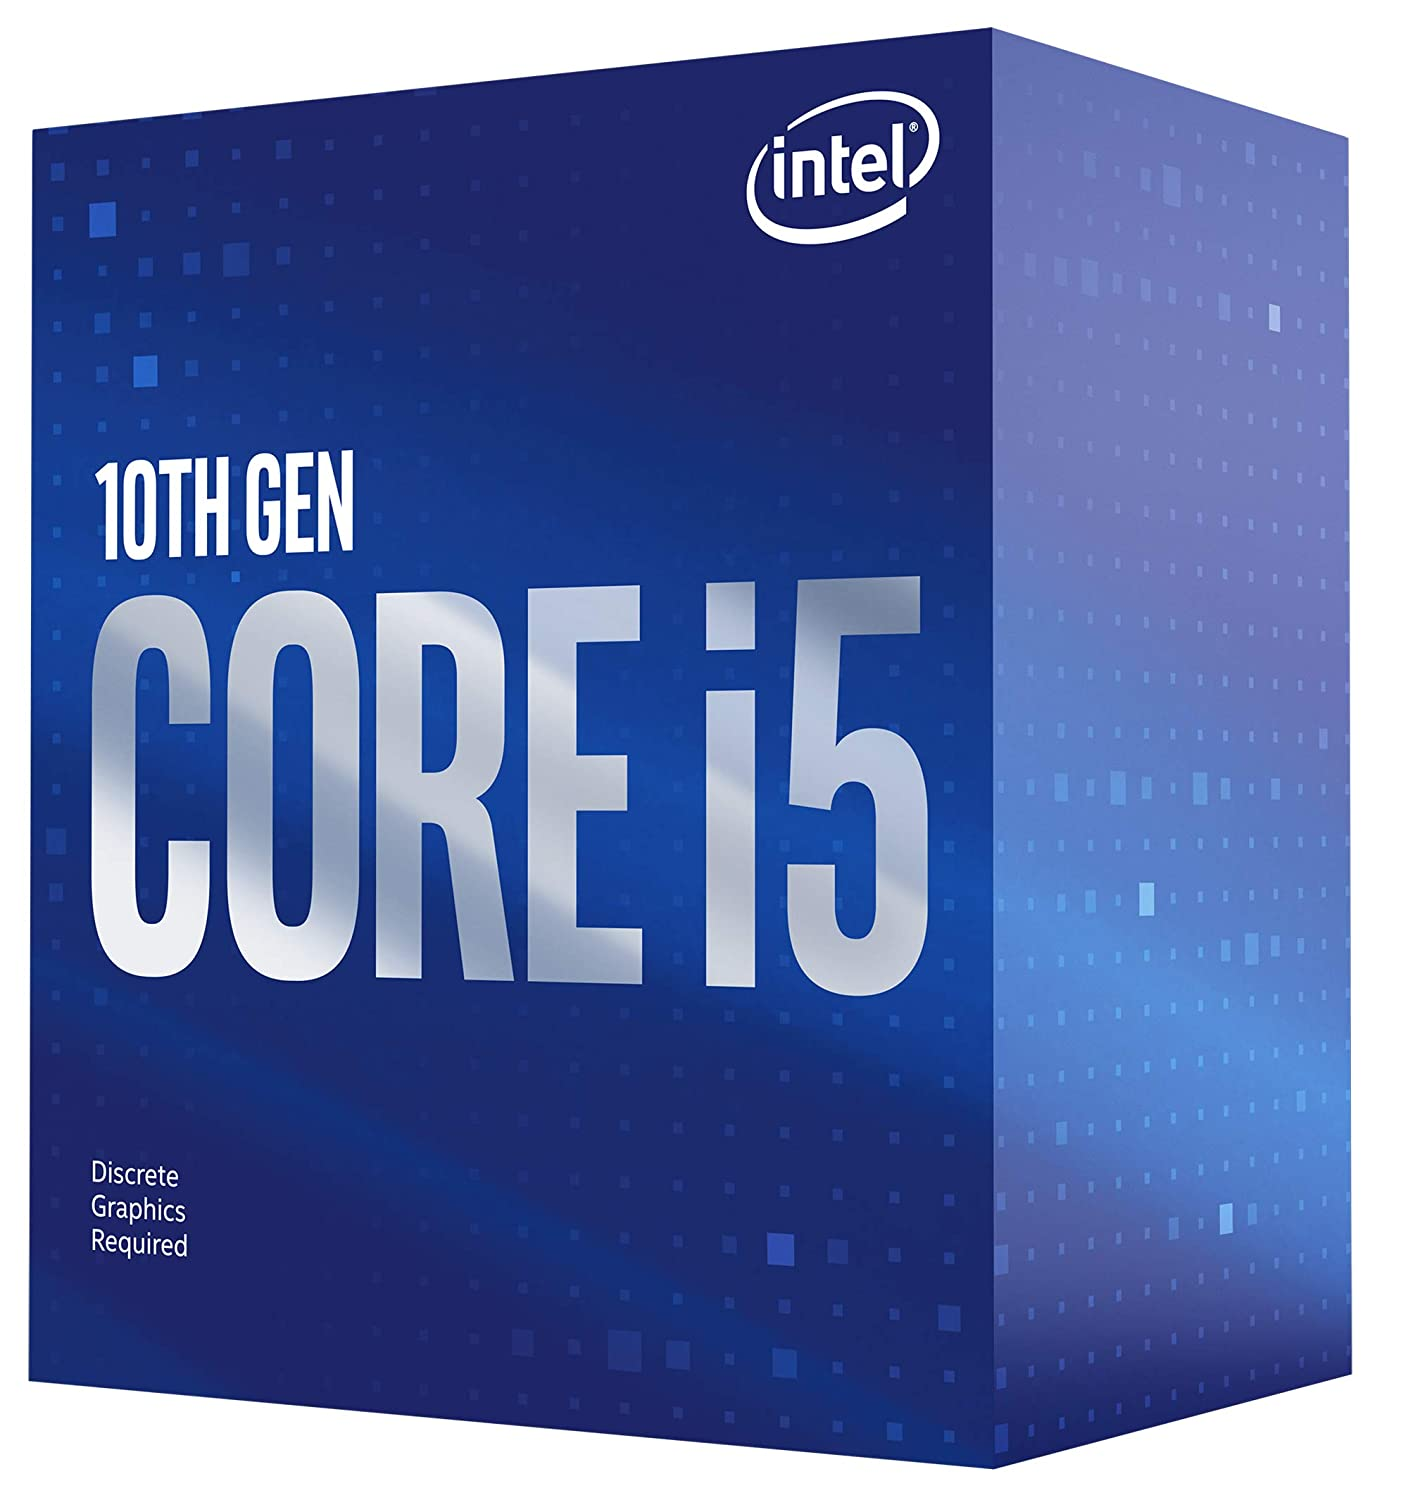 intel®
10TH GEN
CORE i5
Discrete
Graphics
Required